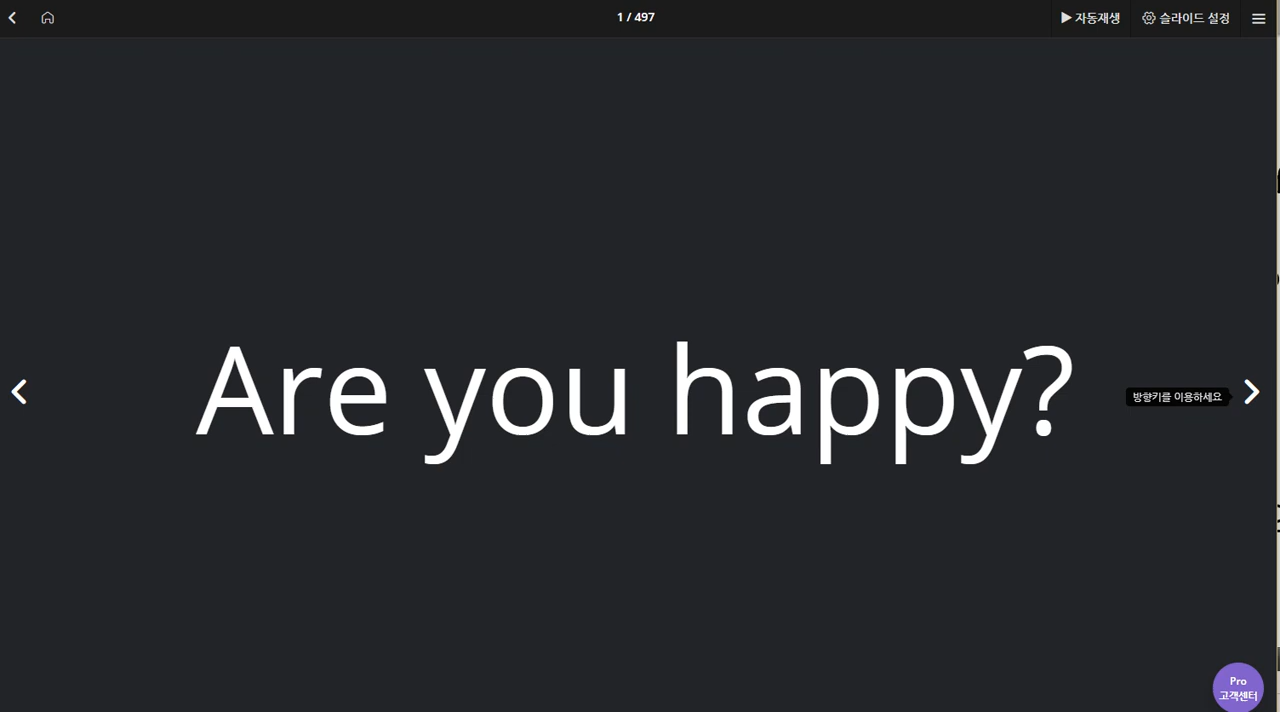 1 / 497
자동재생
슬라이드 설정
Are you happy?
방향키를 이용하세요
Pro
고객센터